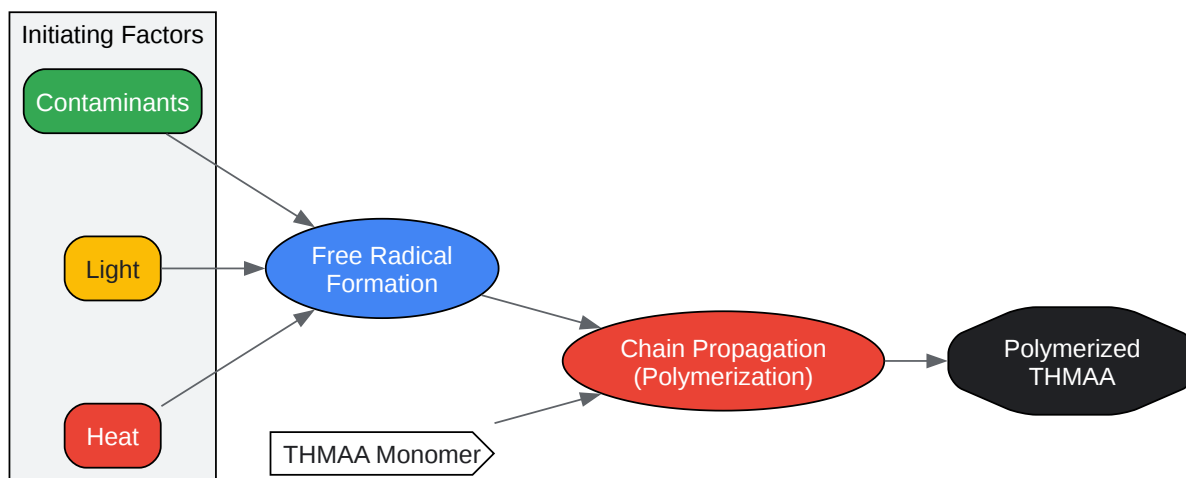 Initiating Factors
Contaminants
Light
Heat
Free Radical
Formation
THMAA Monomer
Chain Propagation
(Polymerization)
Polymerized
THMAA